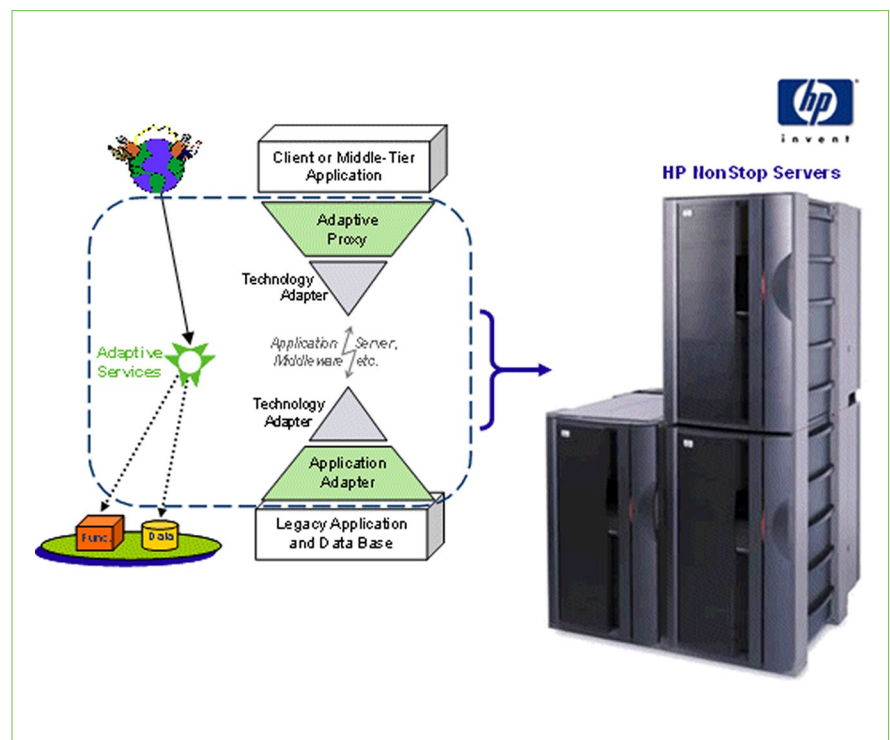 hp
invent
HP NonStop Servers
Client or Middle-Tier
Application
Adaptive
Proxy
Technology
Adapter
Application Server,
Middleware etc.
Adaptive
Services
Technology
Adapter
Application
Adapter
Func.
Data
Legacy Application
and Data Base